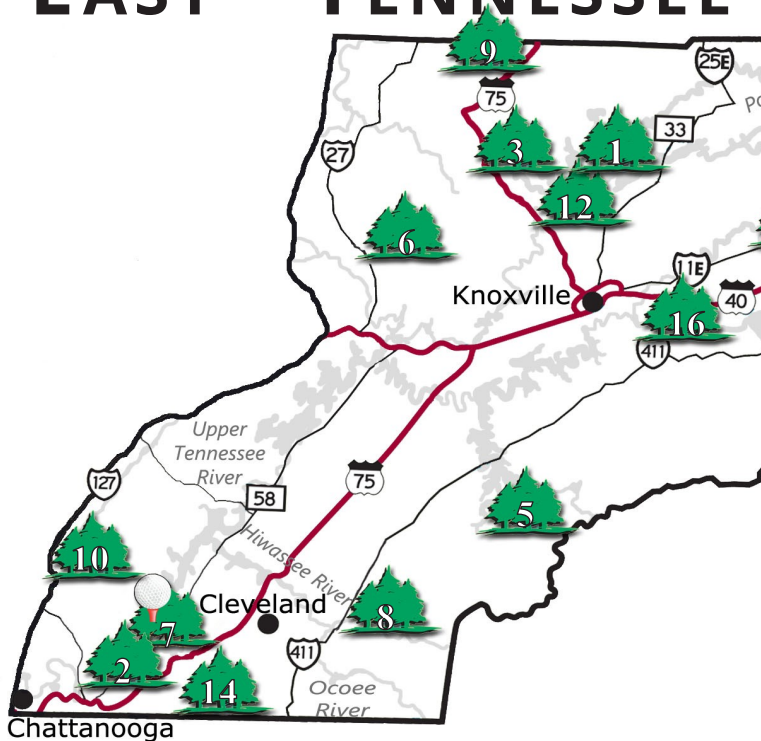 EAST TENNESSEE
9
25E
75
33
27
3
1
12
6
11E
Knoxville
40
16
411
Upper
Tennessee
River
127
58
75
5
10
Hiwassee River
Cleveland
8
7
2
411
14
Ocoee
River
Chattanooga